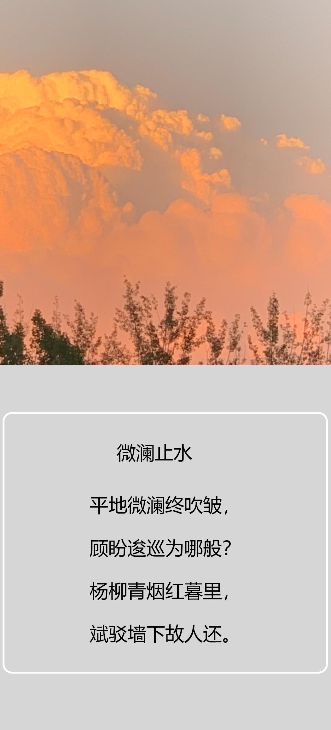 微澜止水
平地微澜终吹皱，
顾盼逡巡为哪般？
杨柳青烟红暮里，
斌驳墙下故人还。